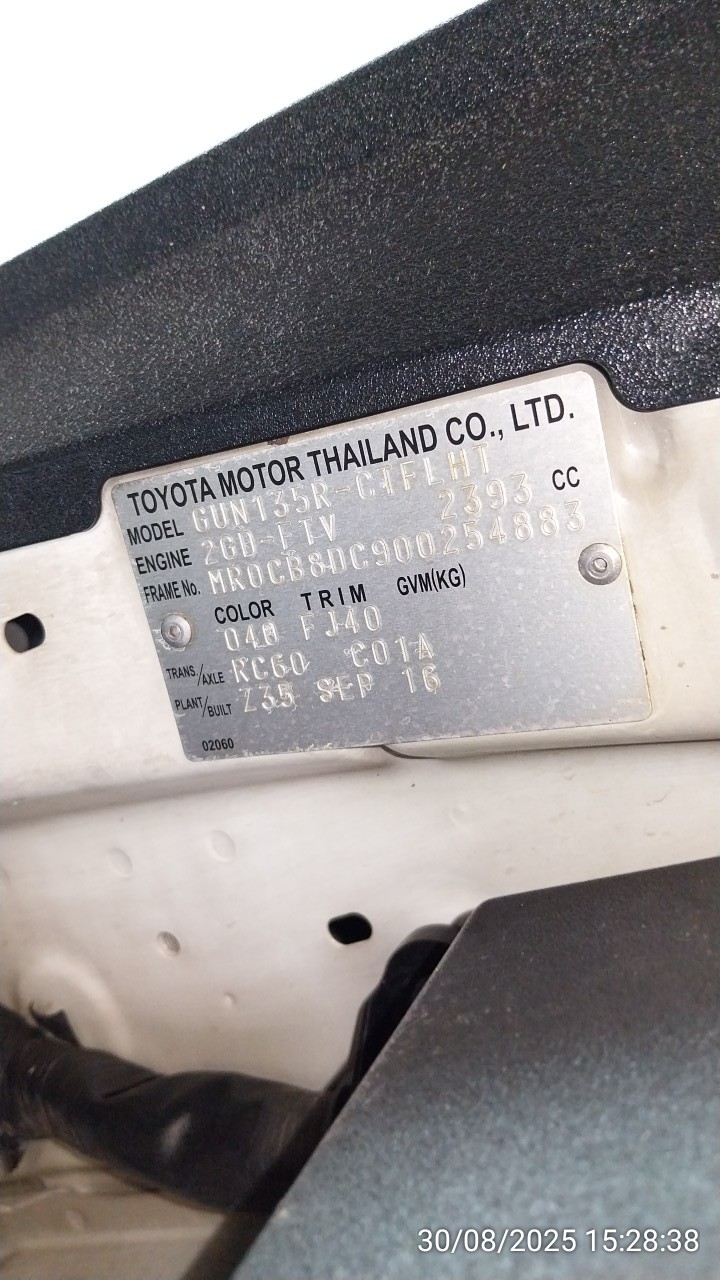 TOYOTA MOTOR THAILAND CO., LTD.
MODEL GUN135R-C1FLHT
ENGINE 2GD-FTV 2393 CC
FRAME No. MR0CB8DC900254883
COLOR TRIM GVM(KG)
040 FJ40
TRANS./AXLE RC60 C01A
PLANT/BUILT Z35 SEP 16
02060
30/08/2025 15:28:38